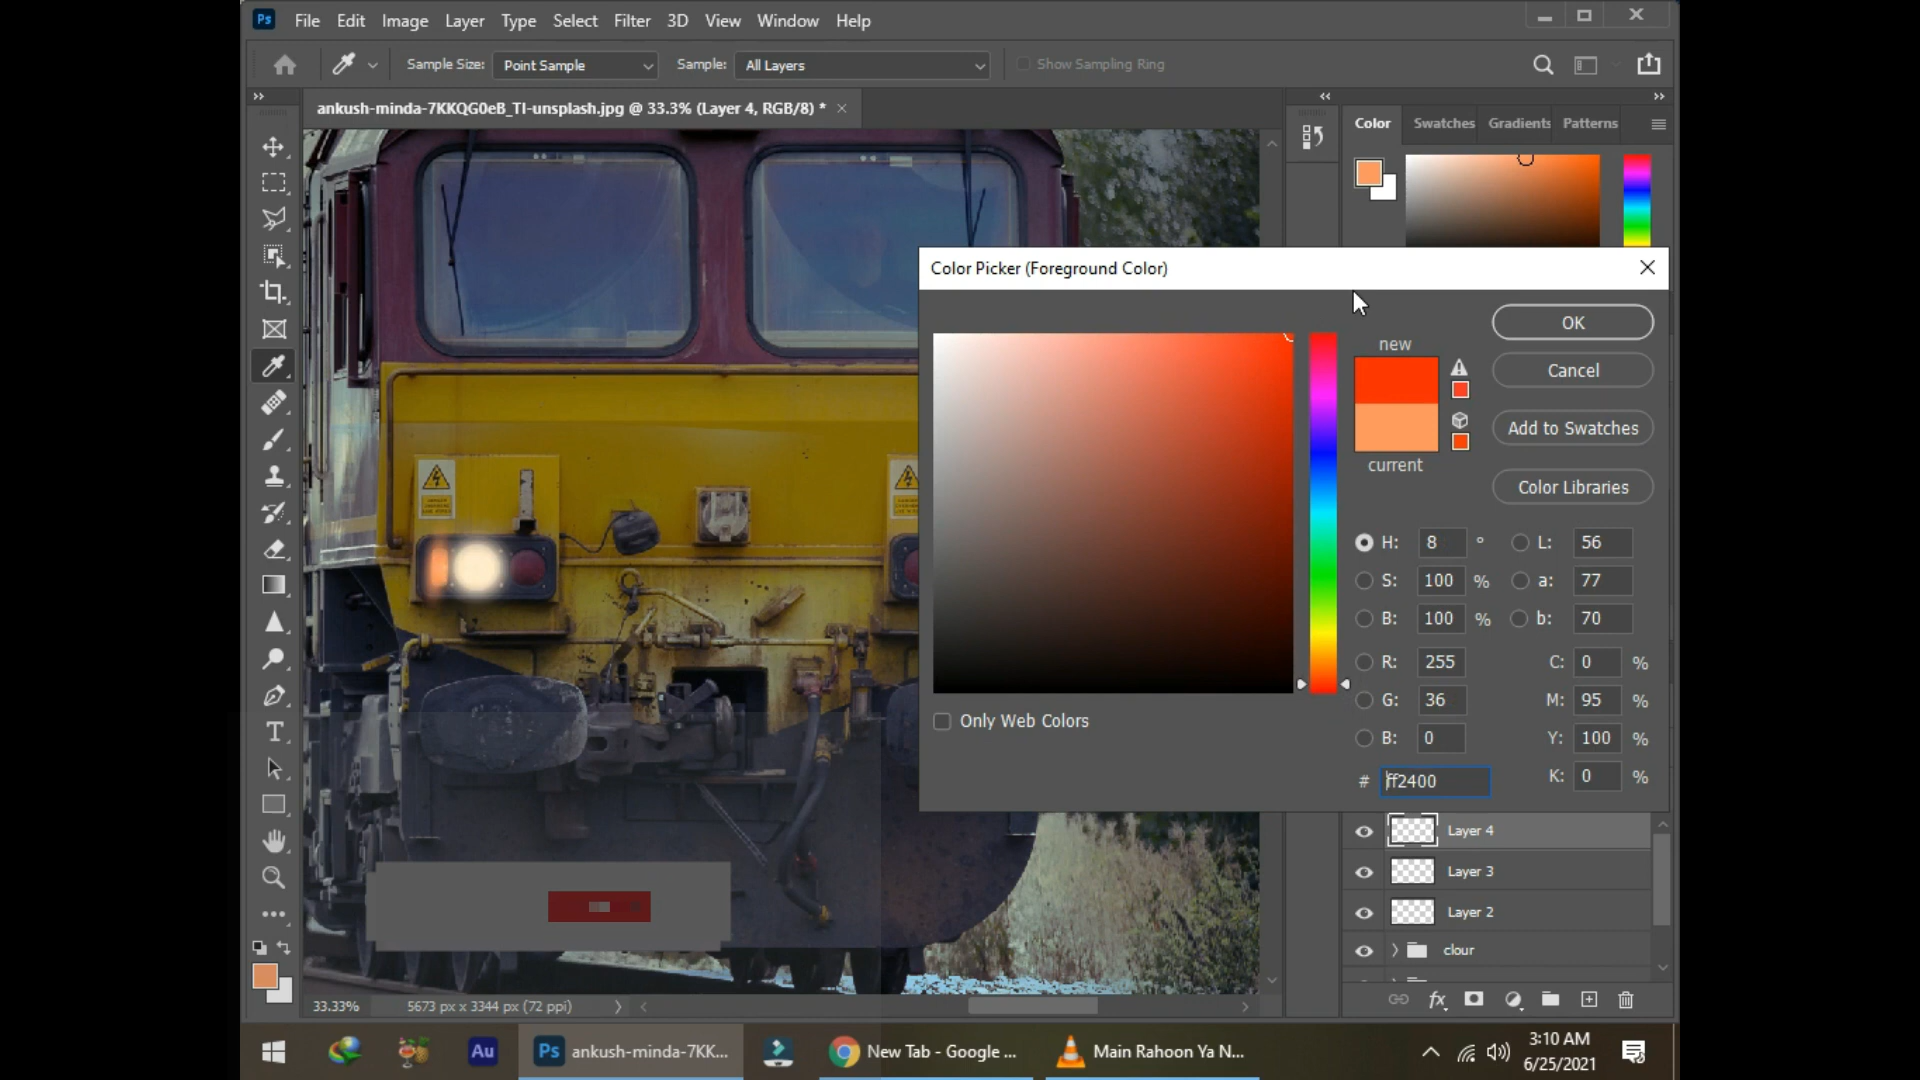 Ps File Edit Image Layer Type Select Filter 3D View Window Help
Sample Size: Point Sample Sample: All Layers Show Sampling Ring
ankush-minda-7KKQG0eB_TI-unsplash.jpg @ 33.3% (Layer 4, RGB/8) *
Color Swatches Gradients Patterns
Color Picker (Foreground Color)
OK
new
Cancel
Add to Swatches
current
Color Libraries
H: 8 ° L: 56
S: 100 % a: 77
B: 100 % b: 70
R: 255 C: 0 %
G: 36 M: 95 %
Only Web Colors
B: 0 Y: 100 %
# ff2400 K: 0 %
Layer 4
Layer 3
Layer 2
clour
33.33% 5673 px x 3344 px (72 ppi)
Au Ps ankush-minda-7KK... New Tab - Google ... Main Rahoon Ya N...
3:10 AM
6/25/2021